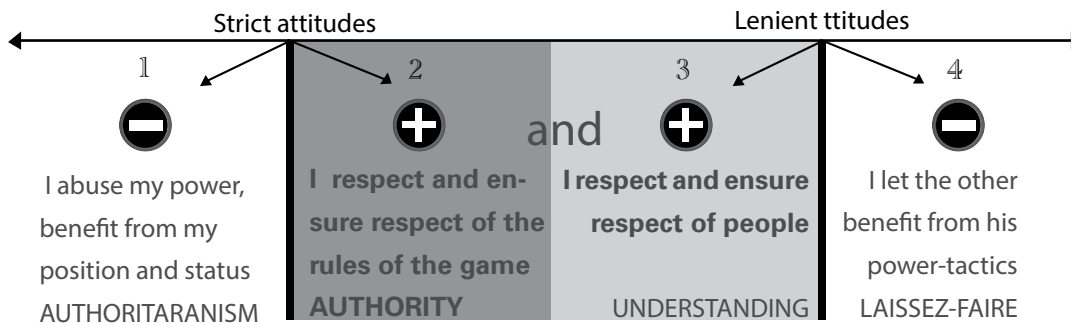 Strict attitudes
Lenient ttitudes
1
2
3
4
and
I abuse my power,
benefit from my
position and status
AUTHORITARANISM
I respect and en-
sure respect of the
rules of the game
AUTHORITY
I respect and ensure
respect of people
UNDERSTANDING
I let the other
benefit from his
power-tactics
LAISSEZ-FAIRE